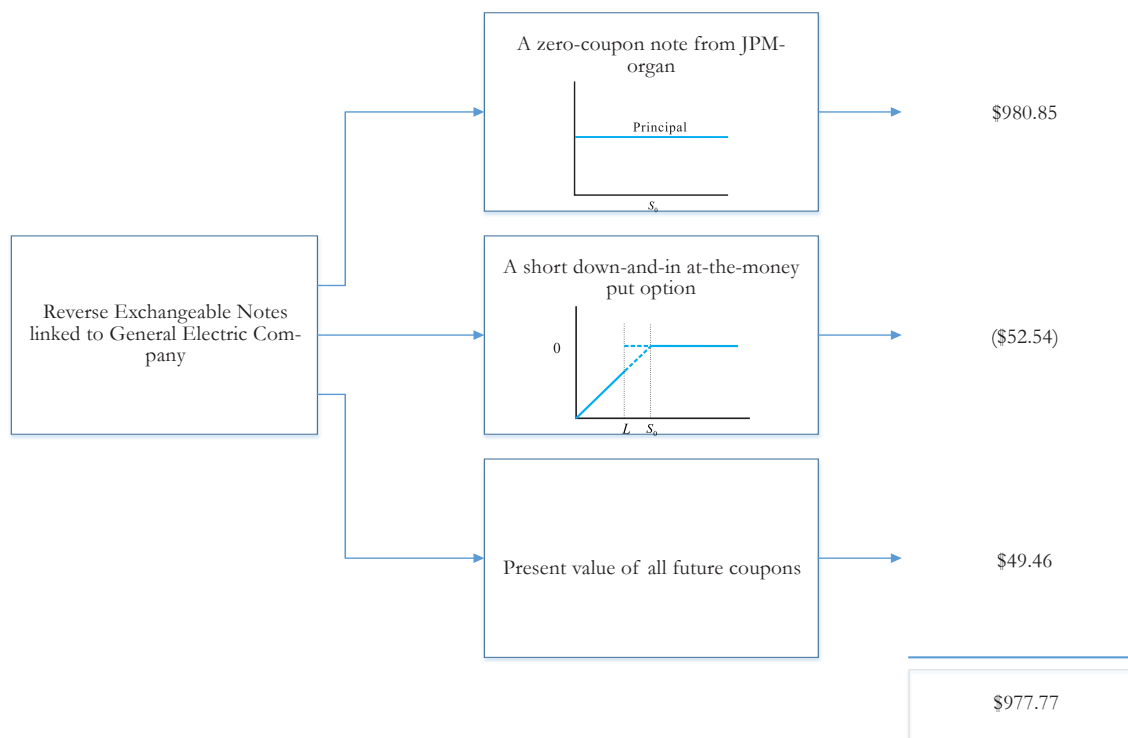 A zero-coupon note from JPM-
organ
Principal
S₀
$980.85
Reverse Exchangeable Notes
linked to General Electric Com-
pany
A short down-and-in at-the-money
put option
0
L S₀
($52.54)
Present value of all future coupons
$49.46
$977.77